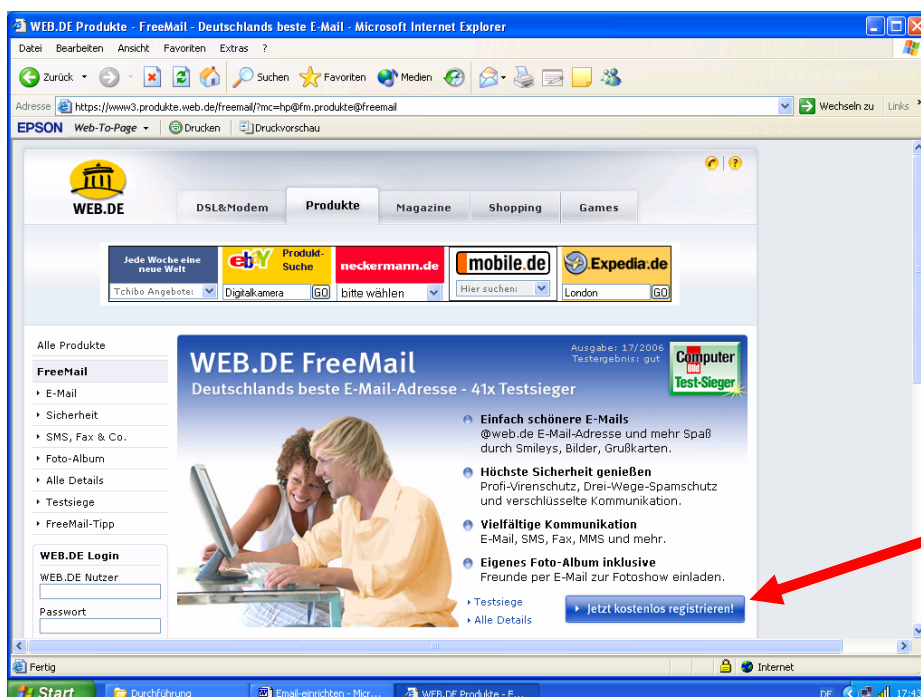 WEB.DE Produkte - FreeMail - Deutschlands beste E-Mail - Microsoft Internet Explorer
Datei Bearbeiten Ansicht Favoriten Extras ?
Zurück Suchen Favoriten Medien
Adresse https://www3.produkte.web.de/freemail/?mc=hp@fm.produkte@freemail Wechseln zu Links
EPSON Web-To-Page Drucken Druckvorschau
WEB.DE
DSL&Modem Produkte Magazine Shopping Games
Jede Woche eine
neue Welt
Tchibo Angebote:
ebY Produkt-
Suche
Digitalkamera GO
neckermann.de
bitte wählen
mobile.de
Hier suchen:
Expedia.de
London GO
Alle Produkte
FreeMail
E-Mail
Sicherheit
SMS, Fax & Co.
Foto-Album
Alle Details
Testsiege
FreeMail-Tipp
WEB.DE Login
WEB.DE Nutzer
Passwort
WEB.DE FreeMail
Deutschlands beste E-Mail-Adresse - 41x Testsieger
Ausgabe: 17/2006
Testergebnis: gut
Computer
Bild
Test-Sieger
Einfach schönere E-Mails
@web.de E-Mail-Adresse und mehr Spaß
durch Smileys, Bilder, Grußkarten.
Höchste Sicherheit genießen
Profi-Virenschutz, Drei-Wege-Spamschutz
und verschlüsselte Kommunikation.
Vielfältige Kommunikation
E-Mail, SMS, Fax, MMS und mehr.
Eigenes Foto-Album inklusive
Freunde per E-Mail zur Fotoshow einladen.
Testsiege
Alle Details
Jetzt kostenlos registrieren!
Fertig Internet
Start Durchführung Email-einrichten - Micr... WEB.DE Produkte - F... DE 17:43